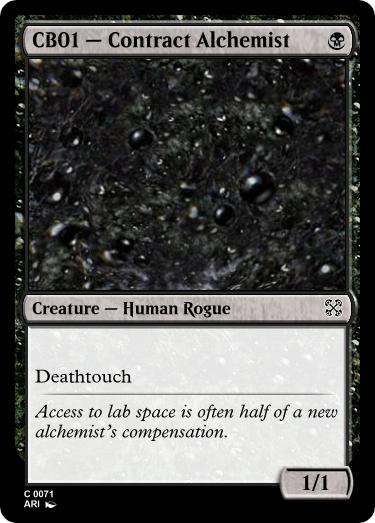 CB01 — Contract Alchemist
Creature — Human Rogue
Deathtouch
Access to lab space is often half of a new
alchemist's compensation.
1/1
C 0071
ARI